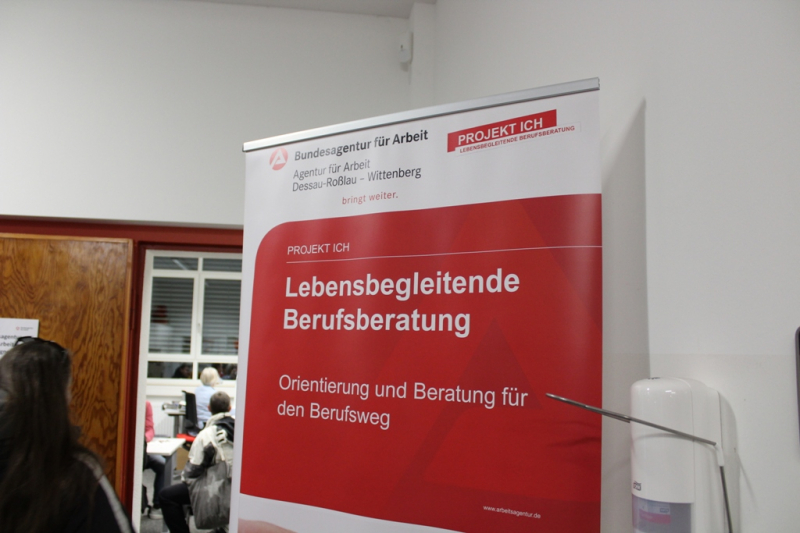 Bundesagentur für Arbeit
Agentur für Arbeit
Dessau-Roßlau – Wittenberg
bringt weiter.
PROJEKT ICH
LEBENSBEGLEITENDE BERUFSBERATUNG
PROJEKT ICH
Lebensbegleitende
Berufsberatung
Orientierung und Beratung für
den Berufsweg
www.arbeitsagentur.de